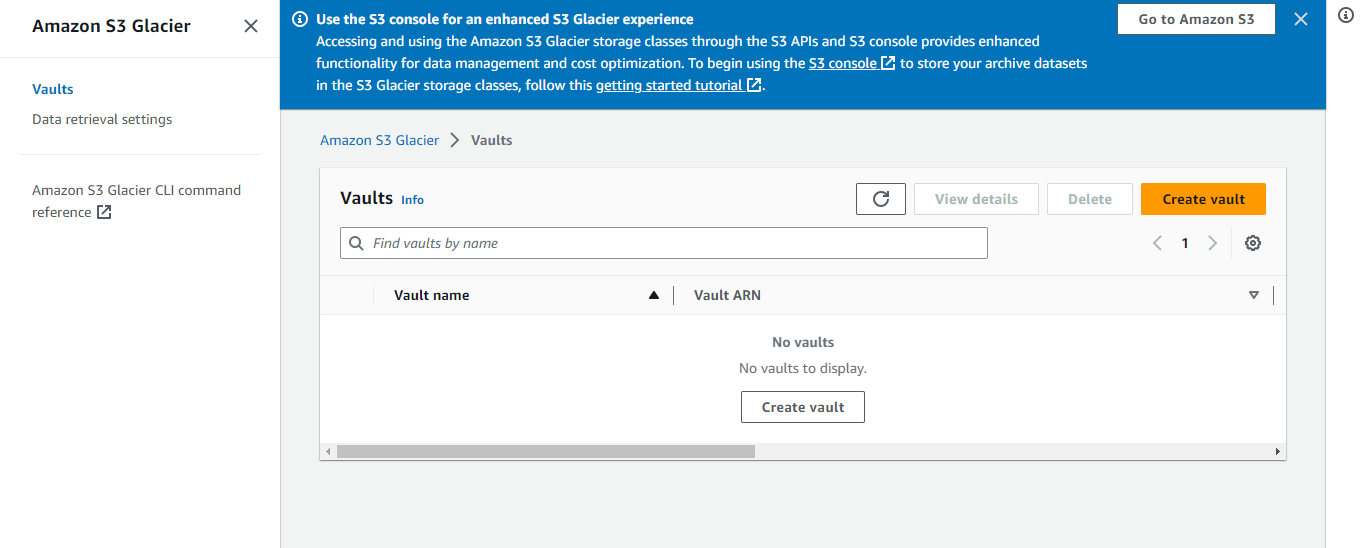 Amazon S3 Glacier
Vaults
Data retrieval settings
Amazon S3 Glacier CLI command
reference
Use the S3 console for an enhanced S3 Glacier experience
Accessing and using the Amazon S3 Glacier storage classes through the S3 APIs and S3 console provides enhanced
functionality for data management and cost optimization. To begin using the S3 console to store your archive datasets
in the S3 Glacier storage classes, follow this getting started tutorial.
Go to Amazon S3
Amazon S3 Glacier > Vaults
Vaults Info
View details
Delete
Create vault
Find vaults by name
1
Vault name
Vault ARN
No vaults
No vaults to display.
Create vault